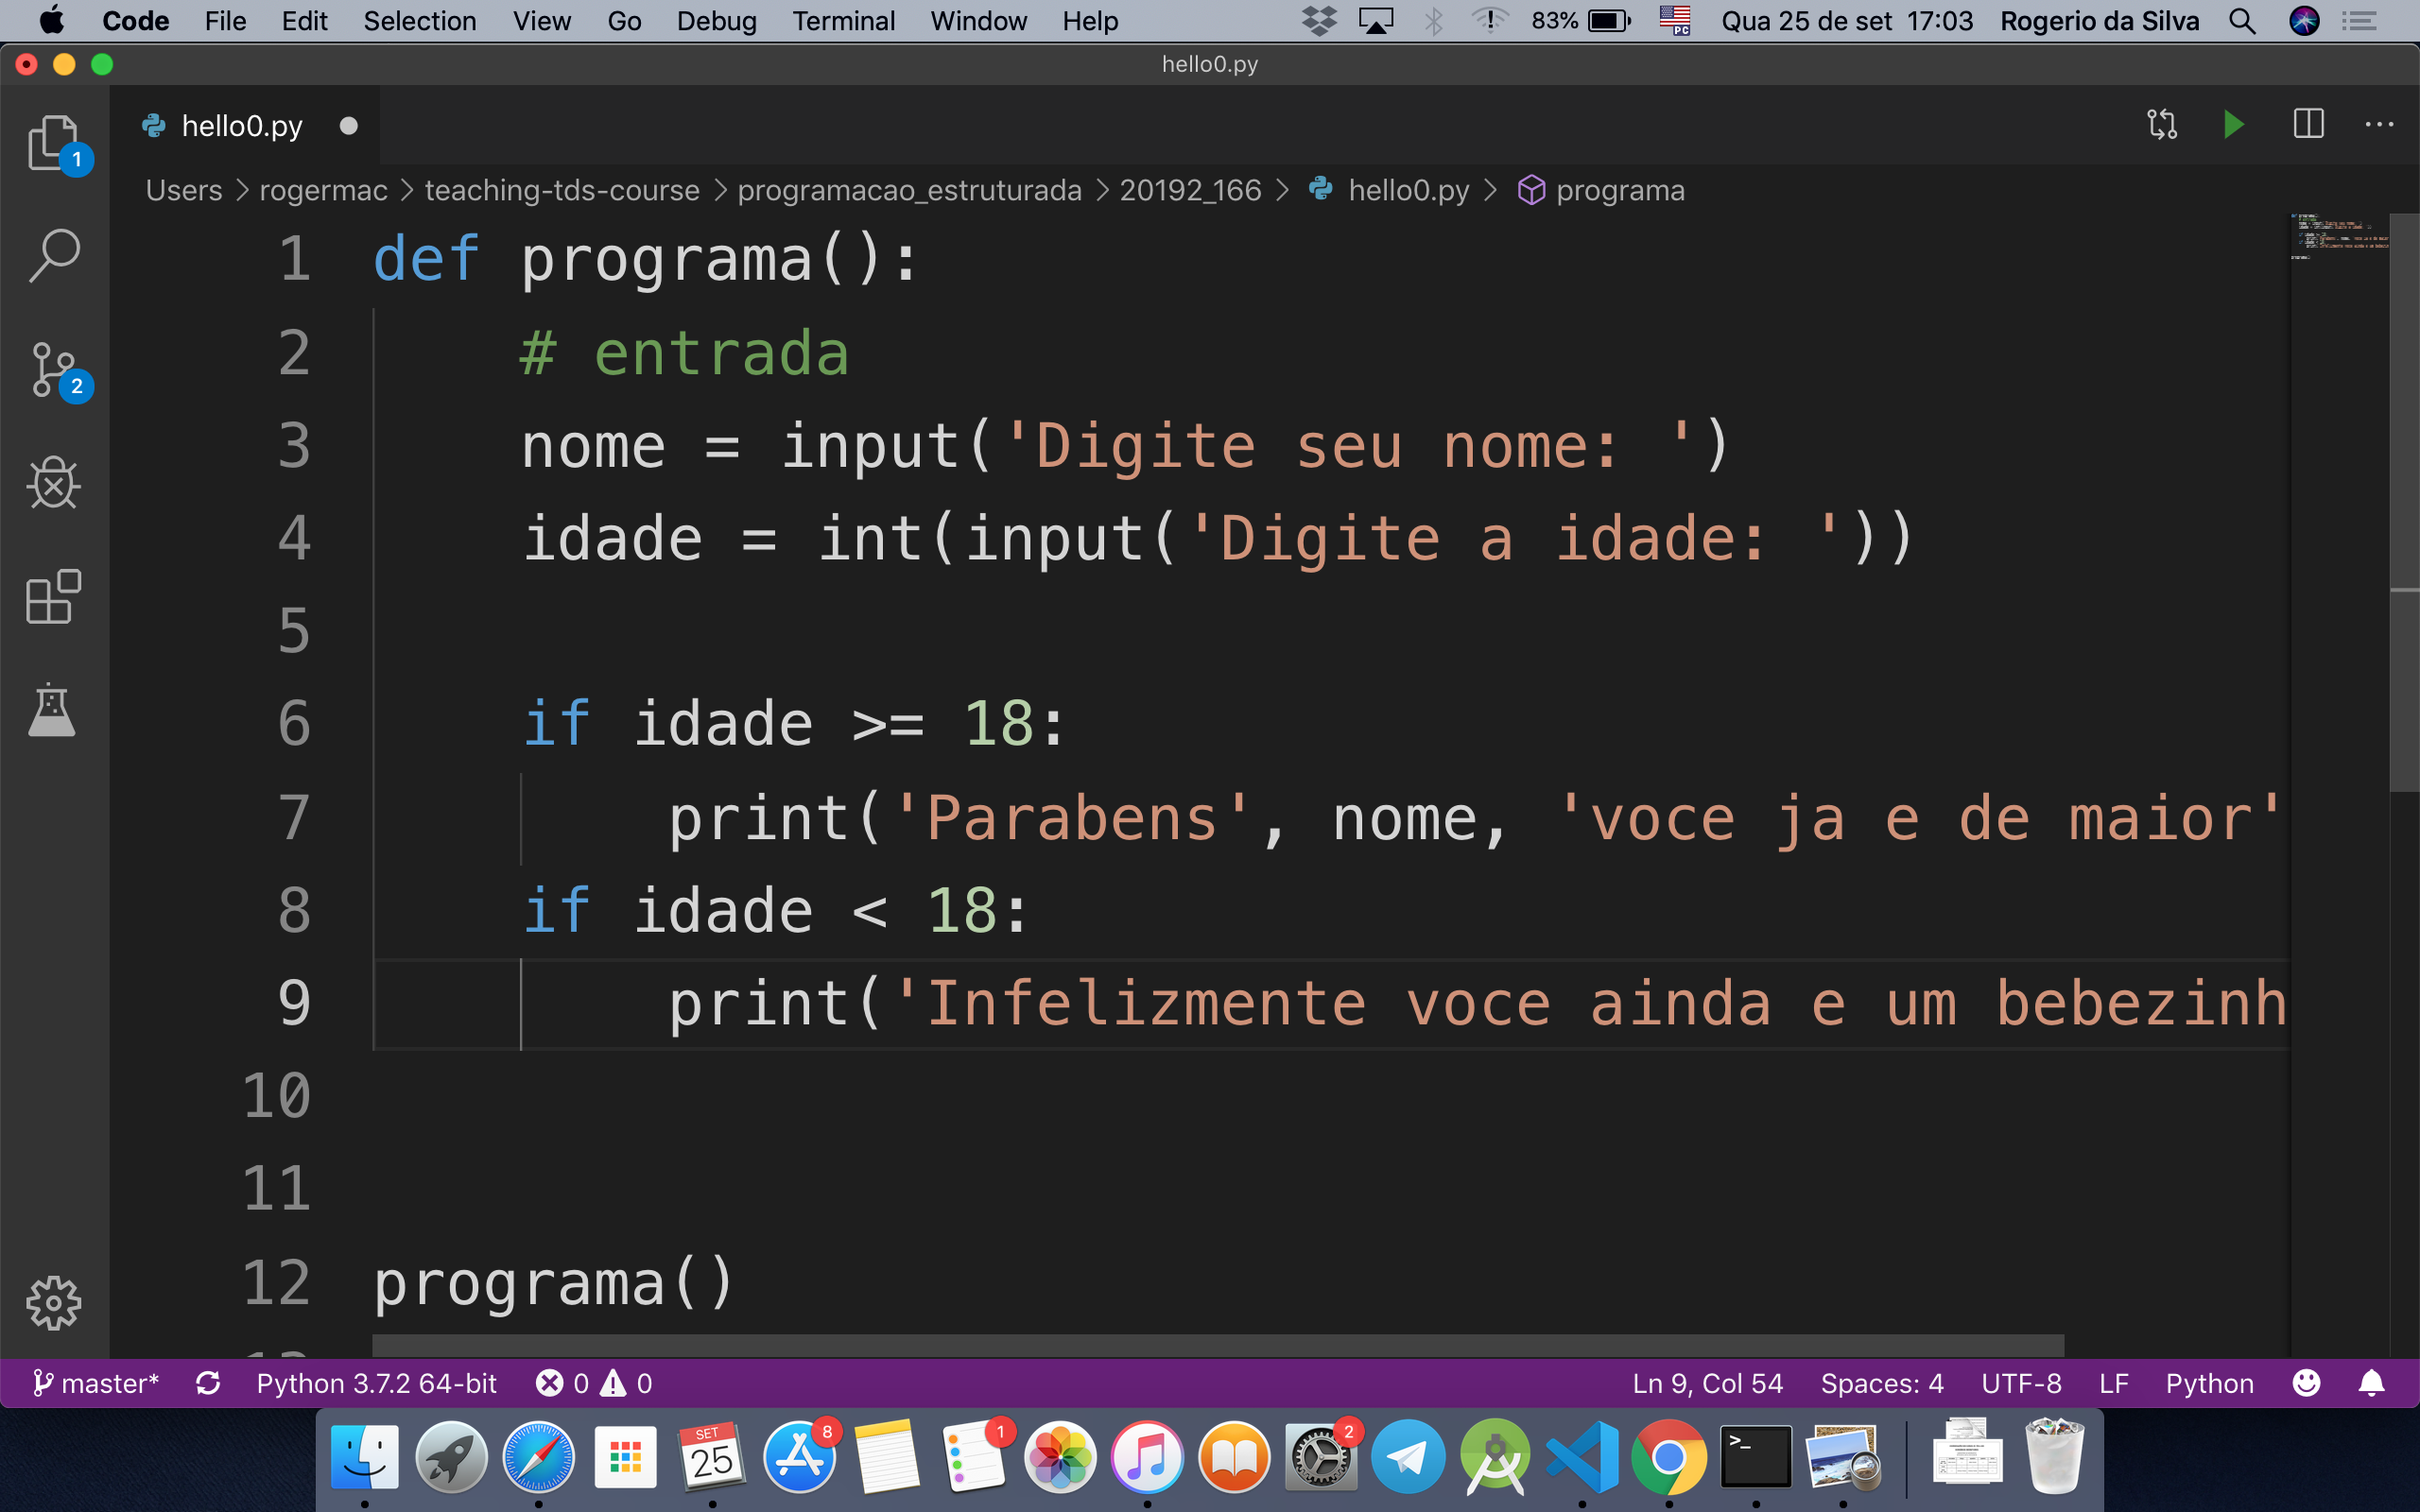 Code File Edit Selection View Go Debug Terminal Window Help 83% PC Qua 25 de set 17:03 Rogerio da Silva
hello0.py
hello0.py
1
Users > rogermac > teaching-tds-course > programacao_estruturada > 20192_166 > hello0.py > programa
1 def programa():
2 # entrada
2
3 nome = input('Digite seu nome: ')
4 idade = int(input('Digite a idade: '))
5
6 if idade >= 18:
7 print('Parabens', nome, 'voce ja e de maior'
8 if idade < 18:
9 print('Infelizmente voce ainda e um bebezinh
10
11
12 programa()
master* Python 3.7.2 64-bit 0 0 Ln 9, Col 54 Spaces: 4 UTF-8 LF Python
SET 25 8 1 2 >_